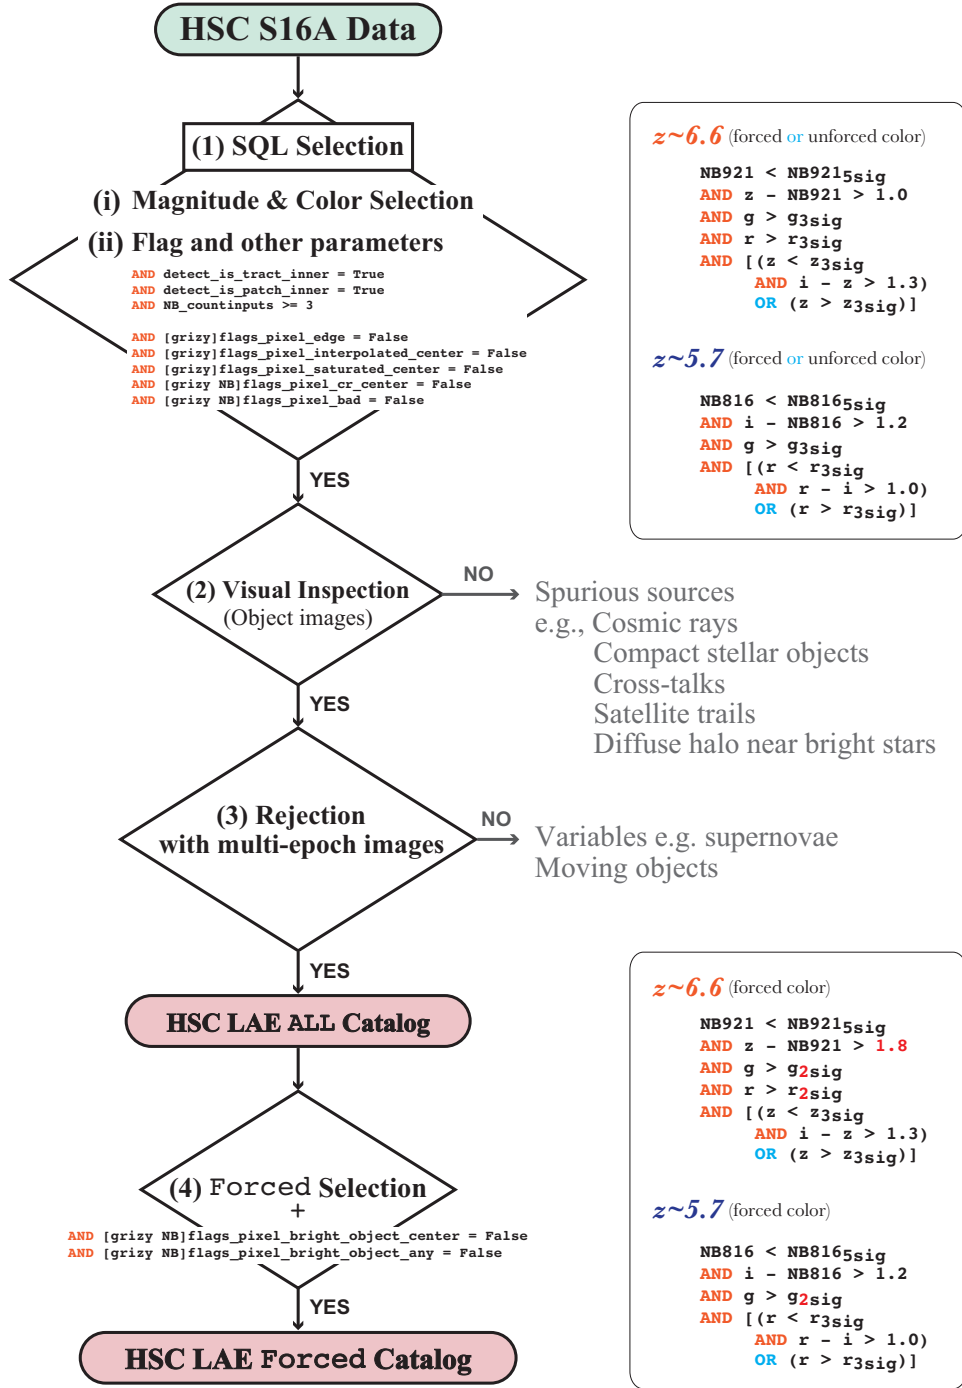 HSC S16A Data
(1) SQL Selection
(i) Magnitude & Color Selection
(ii) Flag and other parameters
AND detect_is_tract_inner = True
AND detect_is_patch_inner = True
AND NB_countinputs >= 3
AND [grizy]flags_pixel_edge = False
AND [grizy]flags_pixel_interpolated_center = False
AND [grizy]flags_pixel_saturated_center = False
AND [grizy NB]flags_pixel_cr_center = False
AND [grizy NB]flags_pixel_bad = False
YES
z~6.6 (forced or unforced color)
NB921 < NB9215sig
AND z - NB921 > 1.0
AND g > g3sig
AND r > r3sig
AND [(z < z3sig
AND i - z > 1.3)
OR (z > z3sig)]
z~5.7 (forced or unforced color)
NB816 < NB8165sig
AND i - NB816 > 1.2
AND g > g3sig
AND [(r < r3sig
AND r - i > 1.0)
OR (r > r3sig)]
(2) Visual Inspection
(Object images)
NO
Spurious sources
e.g., Cosmic rays
Compact stellar objects
Cross-talks
Satellite trails
Diffuse halo near bright stars
YES
(3) Rejection
with multi-epoch images
NO
Variables e.g. supernovae
Moving objects
YES
HSC LAE ALL Catalog
(4) Forced Selection
+
AND [grizy NB]flags_pixel_bright_object_center = False
AND [grizy NB]flags_pixel_bright_object_any = False
YES
HSC LAE Forced Catalog
z~6.6 (forced color)
NB921 < NB9215sig
AND z - NB921 > 1.8
AND g > g2sig
AND r > r2sig
AND [(z < z3sig
AND i - z > 1.3)
OR (z > z3sig)]
z~5.7 (forced color)
NB816 < NB8165sig
AND i - NB816 > 1.2
AND g > g2sig
AND [(r < r3sig
AND r - i > 1.0)
OR (r > r3sig)]